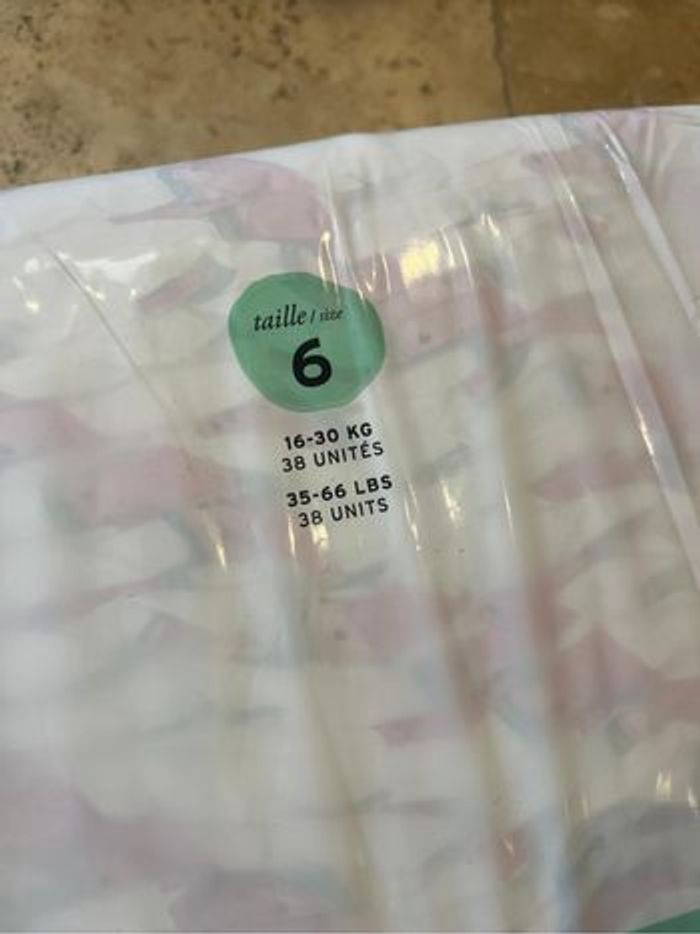 taille / size
6
16-30 KG
38 UNITÉS
35-66 LBS
38 UNITS